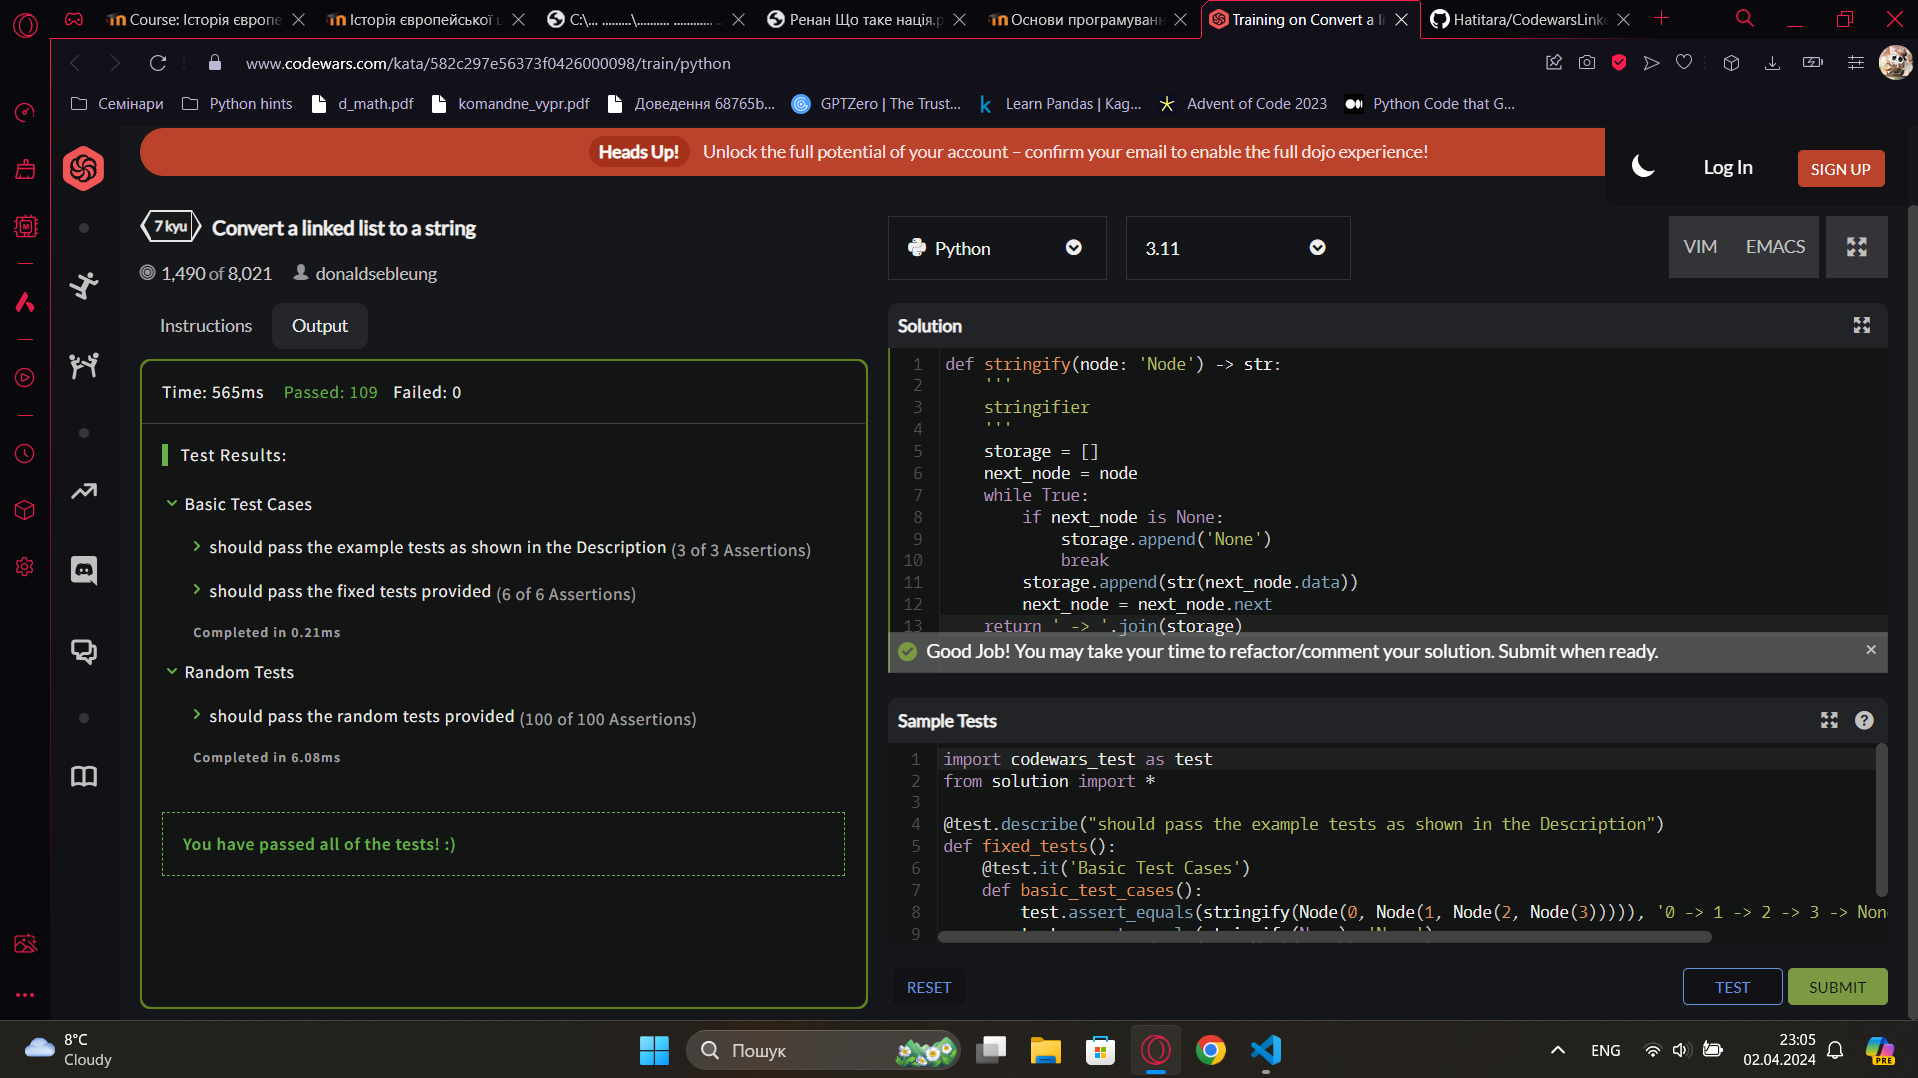 Course: Історія європе
Історія європейської ц
C:\... .........\.......... ............ ..
Ренан Що таке нація.p
Основи програмуванн
Training on Convert a li
Hatitara/CodewarsLinke
www.codewars.com/kata/582c297e56373f0426000098/train/python
Семінари
Python hints
d_math.pdf
komandne_vypr.pdf
Доведення 68765b...
GPTZero | The Trust...
Learn Pandas | Kag...
Advent of Code 2023
Python Code that G...
Heads Up! Unlock the full potential of your account – confirm your email to enable the full dojo experience!
Log In
SIGN UP
7 kyu Convert a linked list to a string
1,490 of 8,021 donaldsebleung
Python
3.11
VIM EMACS
Instructions
Output
Time: 565ms Passed: 109 Failed: 0
Test Results:
Basic Test Cases
should pass the example tests as shown in the Description (3 of 3 Assertions)
should pass the fixed tests provided (6 of 6 Assertions)
Completed in 0.21ms
Random Tests
should pass the random tests provided (100 of 100 Assertions)
Completed in 6.08ms
You have passed all of the tests! :)
Solution
1 def stringify(node: 'Node') -> str:
2 '''
3 stringifier
4 '''
5 storage = []
6 next_node = node
7 while True:
8 if next_node is None:
9 storage.append('None')
10 break
11 storage.append(str(next_node.data))
12 next_node = next_node.next
13 return ' -> '.join(storage)
Good Job! You may take your time to refactor/comment your solution. Submit when ready.
Sample Tests
1 import codewars_test as test
2 from solution import *
3
4 @test.describe("should pass the example tests as shown in the Description")
5 def fixed_tests():
6 @test.it('Basic Test Cases')
7 def basic_test_cases():
8 test.assert_equals(stringify(Node(0, Node(1, Node(2, Node(3))))), '0 -> 1 -> 2 -> 3 -> Non
9
RESET
TEST
SUBMIT
8°C
Cloudy
Пошук
ENG
23:05
02.04.2024
PRE